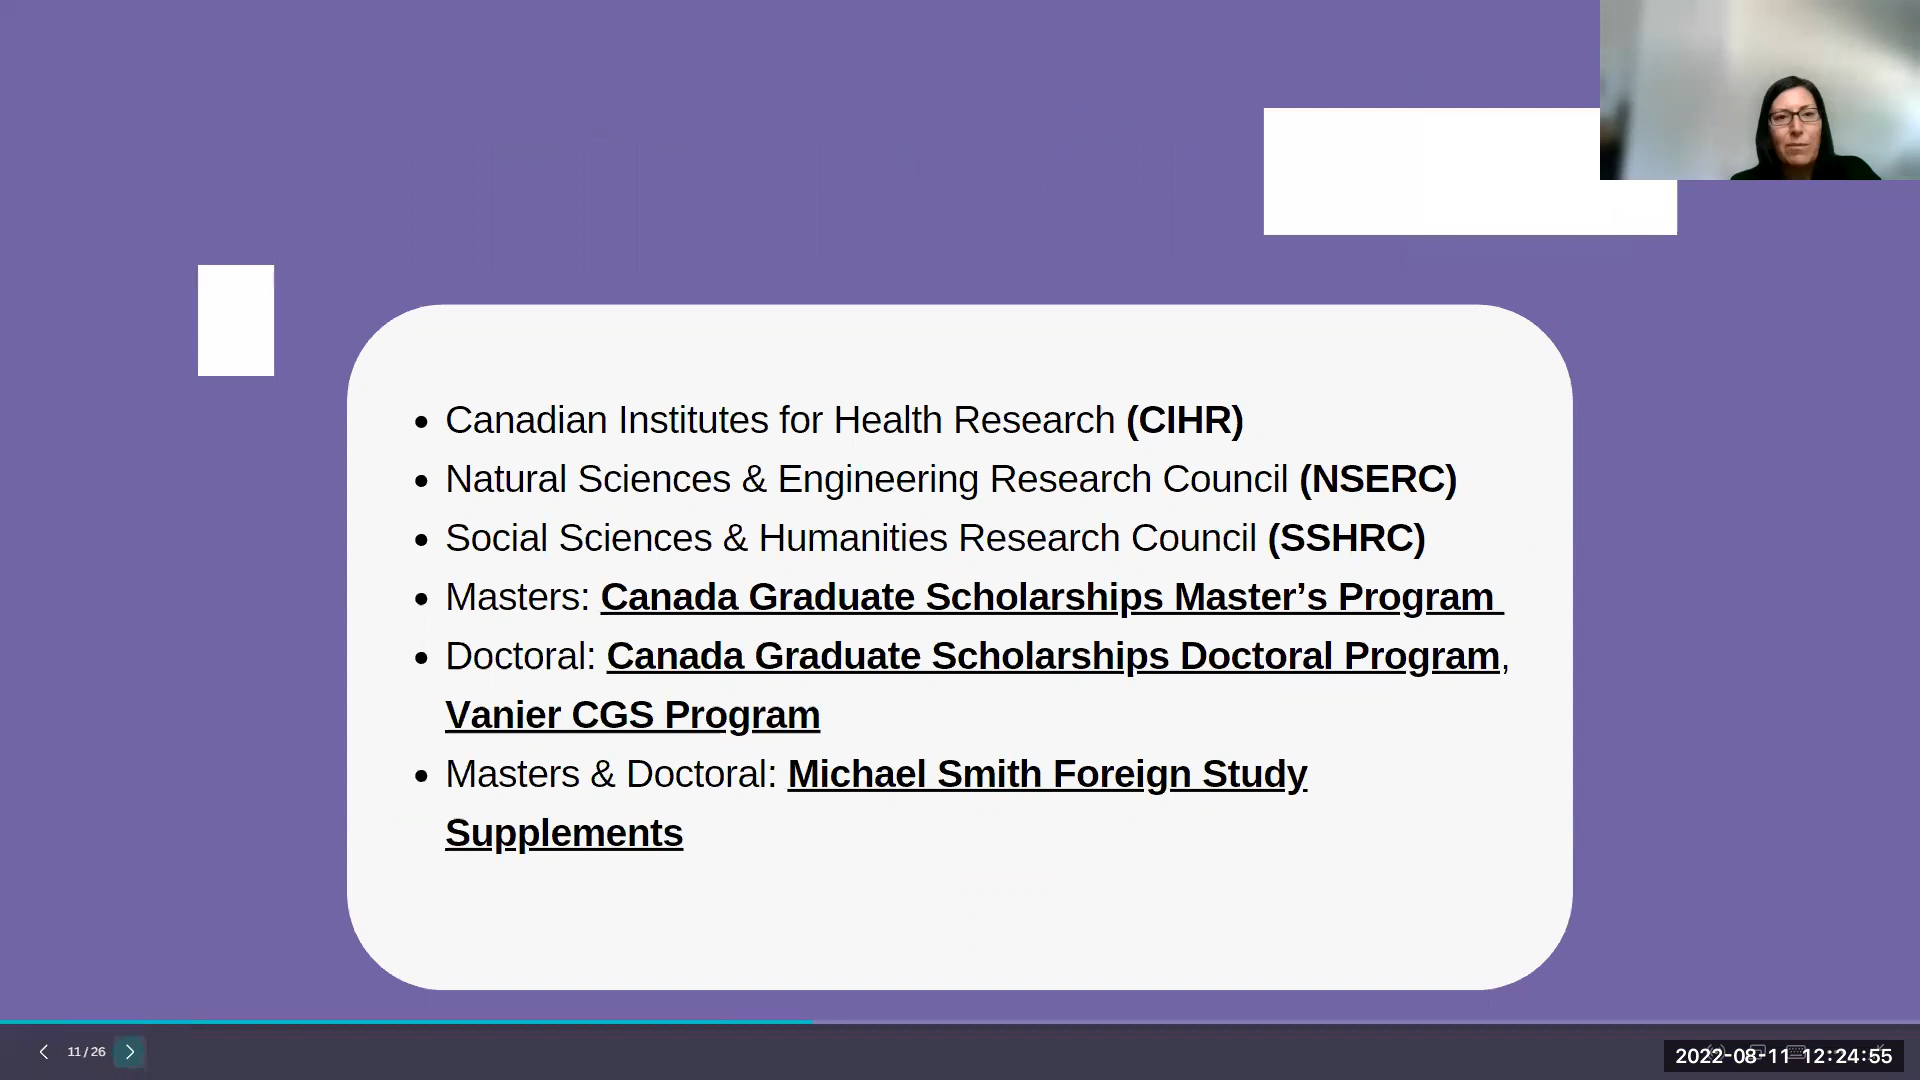 • Canadian Institutes for Health Research (CIHR)
• Natural Sciences & Engineering Research Council (NSERC)
• Social Sciences & Humanities Research Council (SSHRC)
• Masters: Canada Graduate Scholarships Master’s Program
• Doctoral: Canada Graduate Scholarships Doctoral Program,
Vanier CGS Program
• Masters & Doctoral: Michael Smith Foreign Study
Supplements
11 / 26
2022-08-11 12:24:55